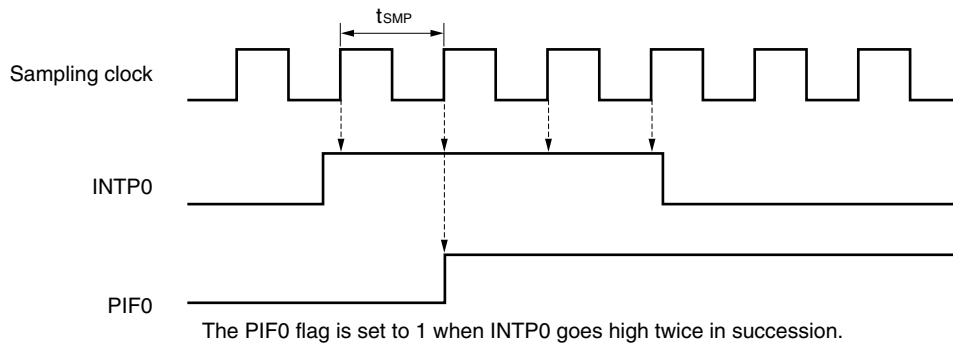 tSMP
Sampling clock
INTP0
PIF0
The PIF0 flag is set to 1 when INTP0 goes high twice in succession.